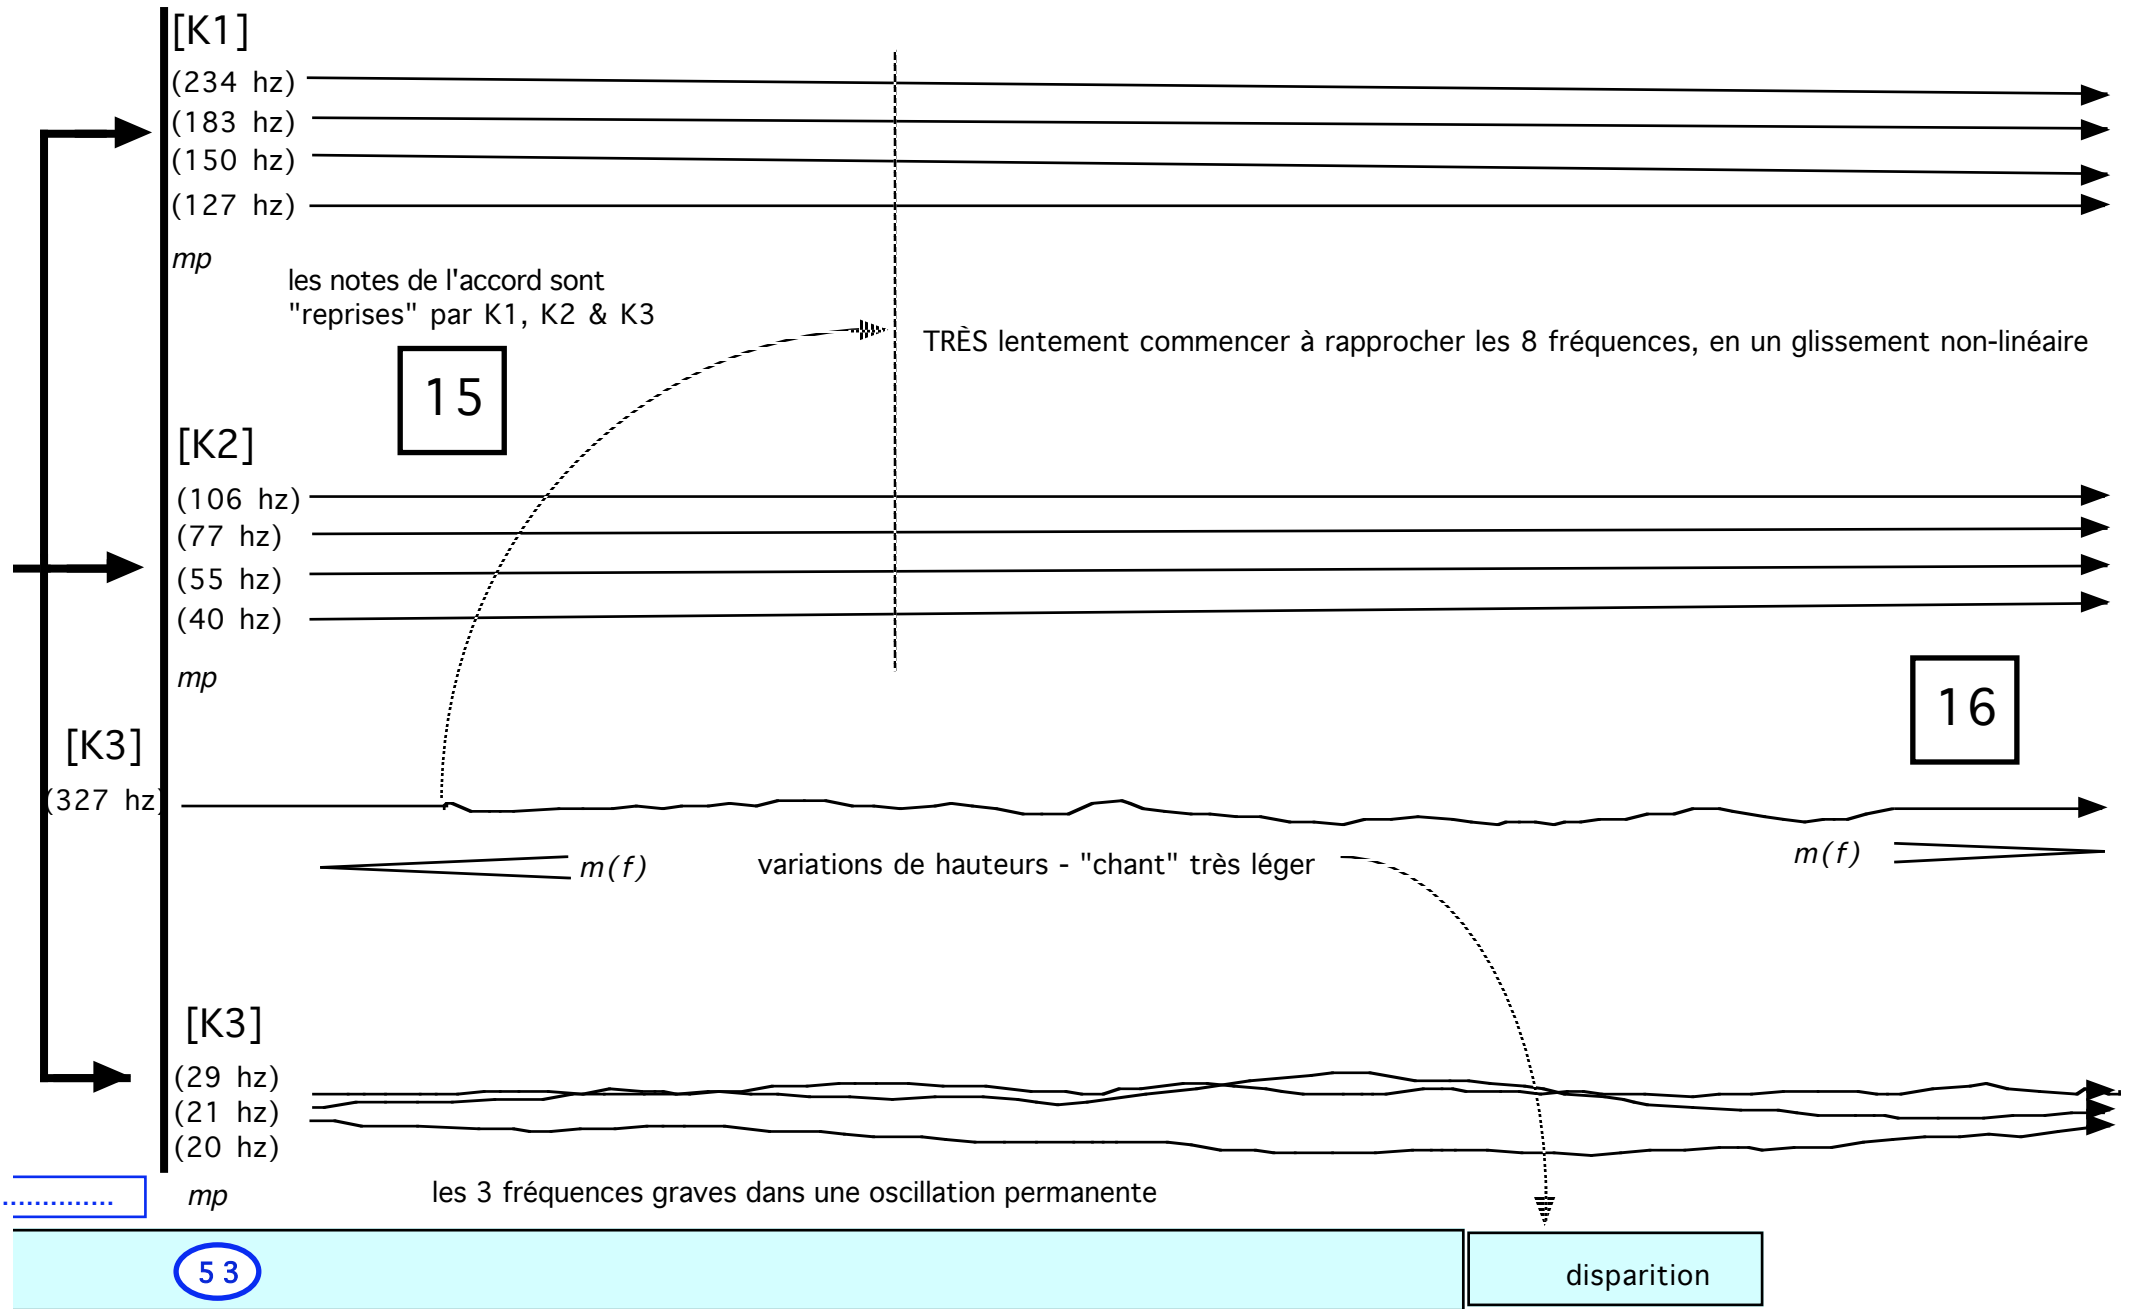 [K1]
(234 hz)
(183 hz)
(150 hz)
(127 hz)
mp
les notes de l'accord sont
"reprises" par K1, K2 & K3
TRÈS lentement commencer à rapprocher les 8 fréquences, en un glissement non-linéaire
15
[K2]
(106 hz)
(77 hz)
(55 hz)
(40 hz)
mp
16
[K3]
(327 hz)
m(f)
variations de hauteurs - "chant" très léger
m(f)
[K3]
(29 hz)
(21 hz)
(20 hz)
mp
les 3 fréquences graves dans une oscillation permanente
..............
53
disparition